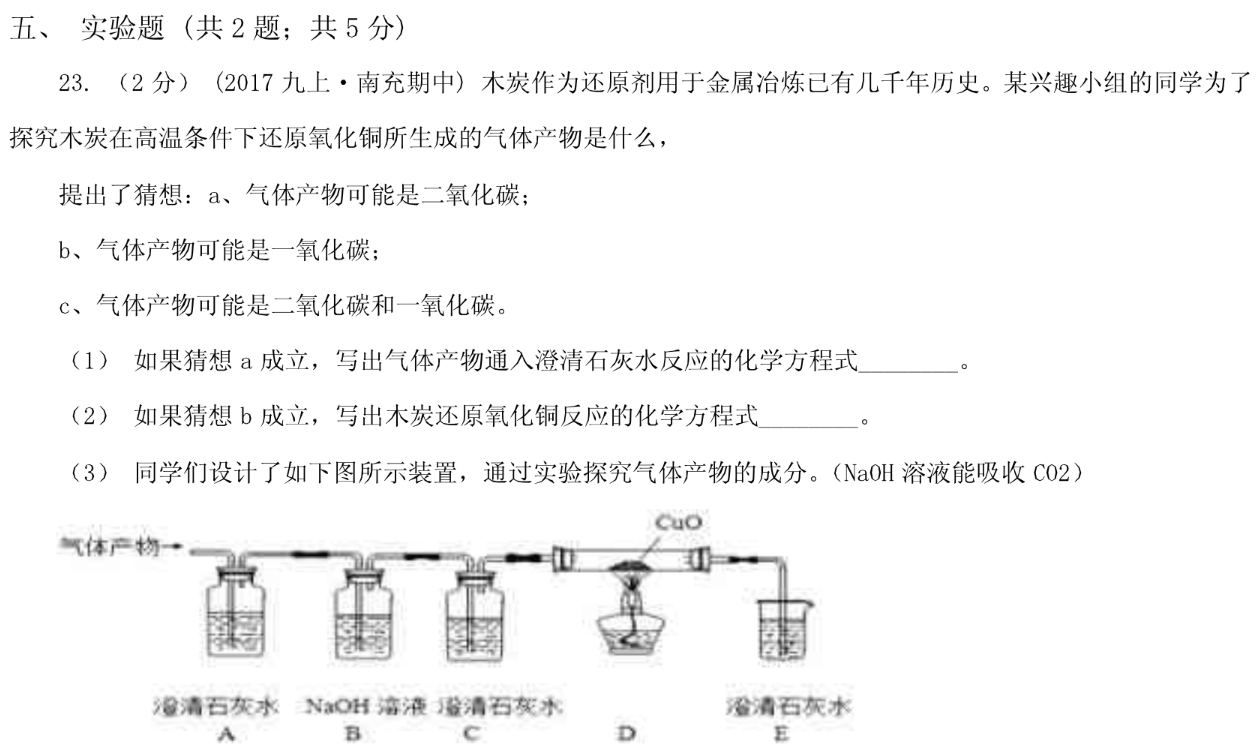 五、 实验题 (共 2 题；共 5 分)
23. （2 分） (2017 九上·南充期中) 木炭作为还原剂用于金属冶炼已有几千年历史。某兴趣小组的同学为了
探究木炭在高温条件下还原氧化铜所生成的气体产物是什么，
提出了猜想：a、气体产物可能是二氧化碳；
b、气体产物可能是一氧化碳；
c、气体产物可能是二氧化碳和一氧化碳。
（1） 如果猜想 a 成立，写出气体产物通入澄清石灰水反应的化学方程式________。
（2） 如果猜想 b 成立，写出木炭还原氧化铜反应的化学方程式________。
（3） 同学们设计了如下图所示装置，通过实验探究气体产物的成分。（NaOH 溶液能吸收 CO2）
CuO
气体产物
澄清石灰水 NaOH 溶液 澄清石灰水 澄清石灰水
A B C D E